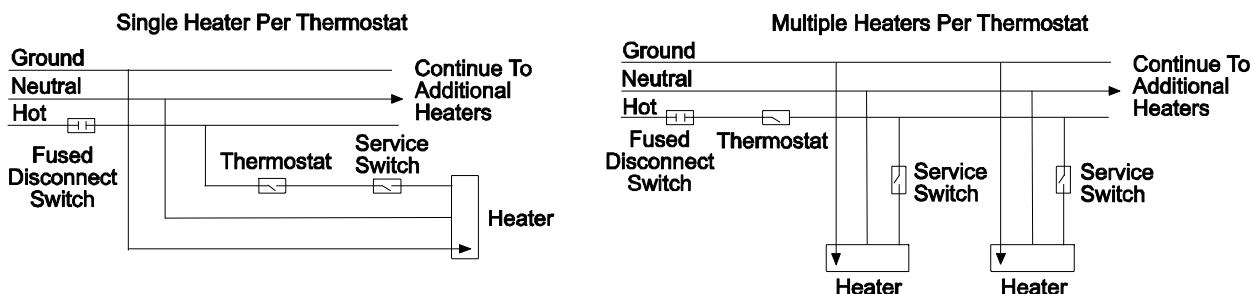 Single Heater Per Thermostat
Ground
Neutral
Hot
Continue To
Additional
Heaters
Fused
Disconnect
Switch
Thermostat
Service
Switch
Heater
Multiple Heaters Per Thermostat
Ground
Neutral
Hot
Continue To
Additional
Heaters
Fused
Disconnect
Switch
Thermostat
Service
Switch
Service
Switch
Heater
Heater